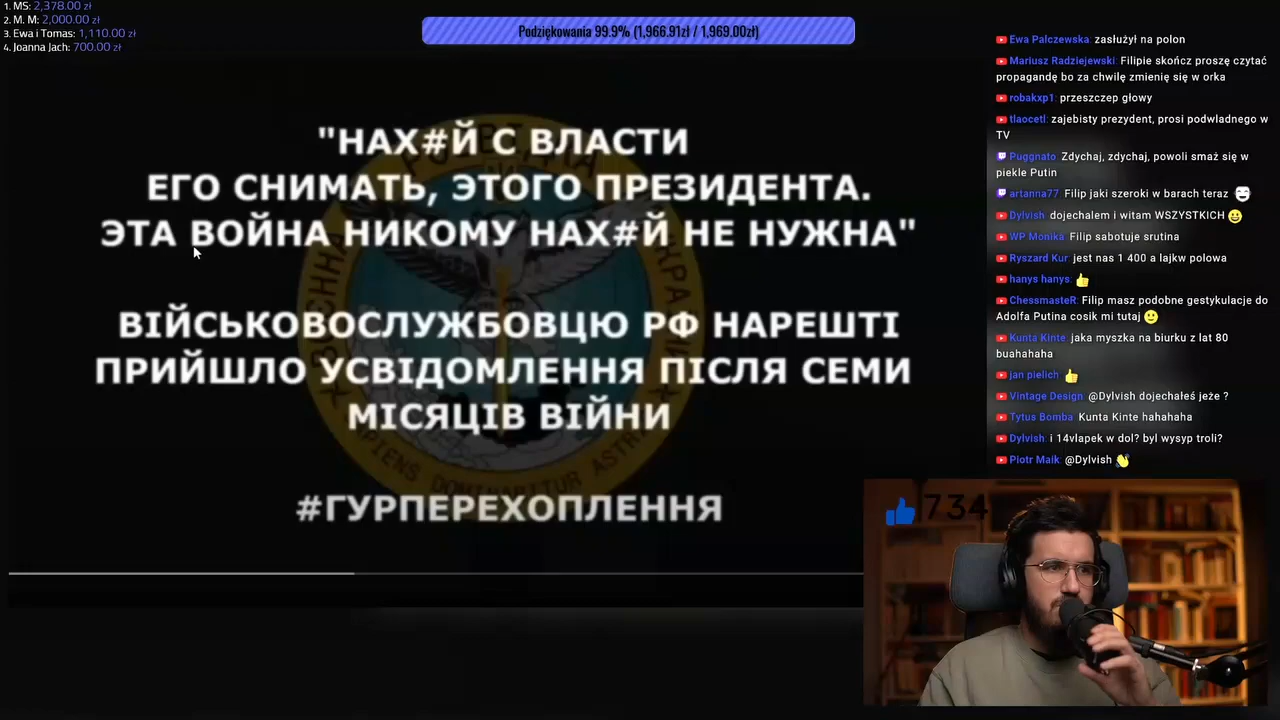 1. MS: 2,378.00 zł
2. M. M: 2,000.00 zł
3. Ewa i Tomas: 1,110.00 zł
4. Joanna Jach: 700.00 zł
Podziękowania 99.9% (1,966.91zł / 1,969.00zł)
"НАХ#Й С ВЛАСТИ
ЕГО СНИМАТЬ, ЭТОГО ПРЕЗИДЕНТА.
ЭТА ВОЙНА НИКОМУ НАХ#Й НЕ НУЖНА"
ВІЙСЬКОВОСЛУЖБОВЦЮ РФ НАРЕШТІ
ПРИЙШЛО УСВІДОМЛЕННЯ ПІСЛЯ СЕМИ
МІСЯЦІВ ВІЙНИ
#ГУРПЕРЕХОПЛЕННЯ
Ewa Palczewska: zasłużył na polon
Mariusz Radziejewski: Filipie skończ proszę czytać
propagandę bo za chwilę zmienię się w orka
robakxp1: przeszczep głowy
tlaocetl: zajebisty prezydent, prosi podwladnego w
TV
Puggnato Zdychaj, zdychaj, powoli smaż się w
piekle Putin
artanna77 Filip jaki szeroki w barach teraz
Dylvish: dojechalem i witam WSZYSTKICH
WP Monika: Filip sabotuje srutina
Ryszard Kur: jest nas 1 400 a lajkw polowa
hanys hanys:
ChessmasteR: Filip masz podobne gestykulacje do
Adolfa Putina cosik mi tutaj
Kunta Kinte: jaka myszka na biurku z lat 80
buahahaha
jan pielich:
Vintage Design: @Dylvish dojechałeś jeże ?
Tytus Bomba: Kunta Kinte hahahaha
Dylvish: i 14vlapek w dol? byl wysyp troli?
Piotr Maik: @Dylvish
734